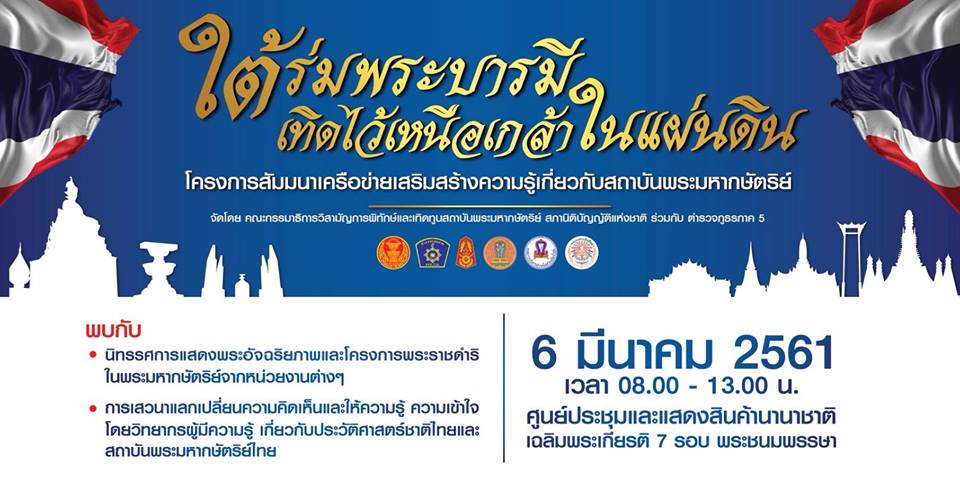 ใต้ร่มพระบารมี
เทิดไว้เหนือเกล้าในแผ่นดิน
โครงการสัมมนาเครือข่ายเสริมสร้างความรู้เกี่ยวกับสถาบันพระมหากษัตริย์
จัดโดย คณะกรรมาธิการวิสามัญการพิทักษ์และเทิดทูนสถาบันพระมหากษัตริย์ สภานิติบัญญัติแห่งชาติ ร่วมกับ ตำรวจภูธรภาค 5
พบกับ
• นิทรรศการแสดงพระอัจฉริยภาพและโครงการพระราชดำริ
ในพระมหากษัตริย์จากหน่วยงานต่างๆ
• การเสวนาแลกเปลี่ยนความคิดเห็นและให้ความรู้ ความเข้าใจ
โดยวิทยากรผู้มีความรู้ เกี่ยวกับประวัติศาสตร์ชาติไทยและ
สถาบันพระมหากษัตริย์ไทย
6 มีนาคม 2561
เวลา 08.00 - 13.00 น.
ศูนย์ประชุมและแสดงสินค้านานาชาติ
เฉลิมพระเกียรติ 7 รอบ พระชนมพรรษา